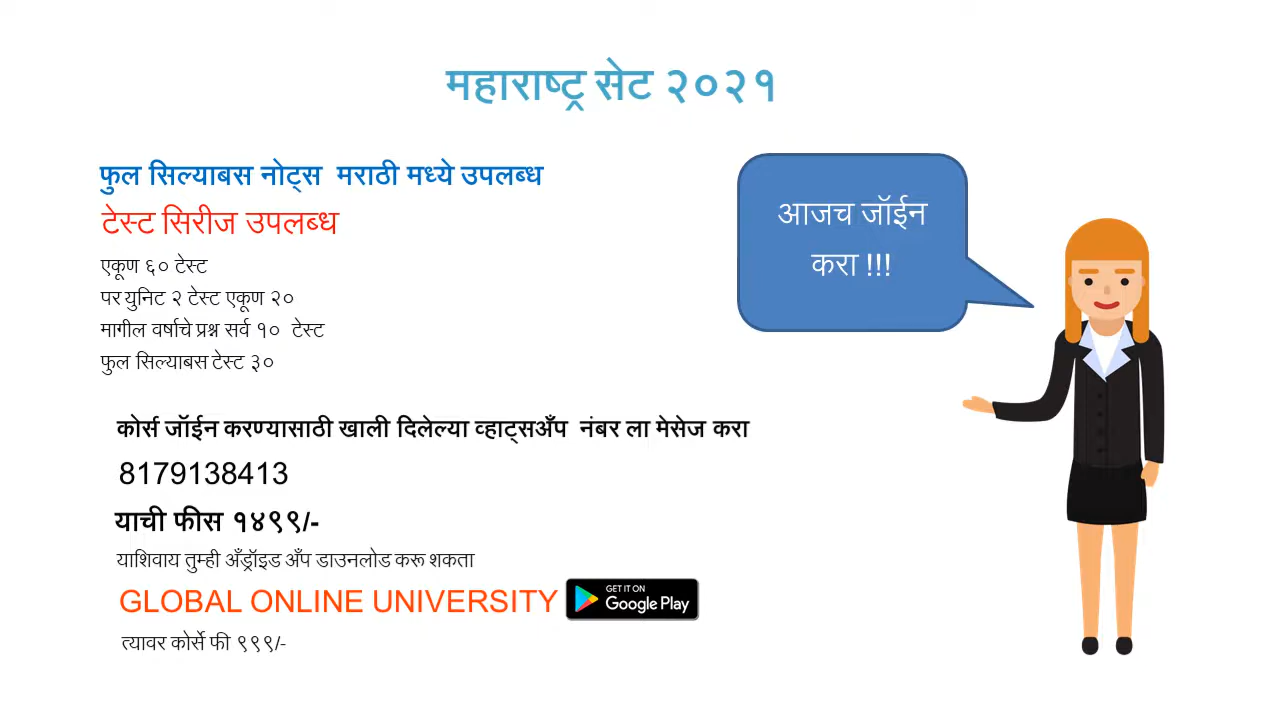 महाराष्ट्र सेट २०२१
फुल सिल्याबस नोट्स मराठी मध्ये उपलब्ध
टेस्ट सिरीज उपलब्ध
एकूण ६० टेस्ट
पर युनिट २ टेस्ट एकूण २०
मागील वर्षाचे प्रश्न सर्व १० टेस्ट
फुल सिल्याबस टेस्ट ३०
आजच जॉईन
करा !!!
कोर्स जॉईन करण्यासाठी खाली दिलेल्या व्हाट्सअँप नंबर ला मेसेज करा
8179138413
याची फीस १४९९/-
याशिवाय तुम्ही अँड्रॉइड अँप डाउनलोड करू शकता
GLOBAL ONLINE UNIVERSITY
GET IT ON
Google Play
त्यावर कोर्से फी ९९९/-